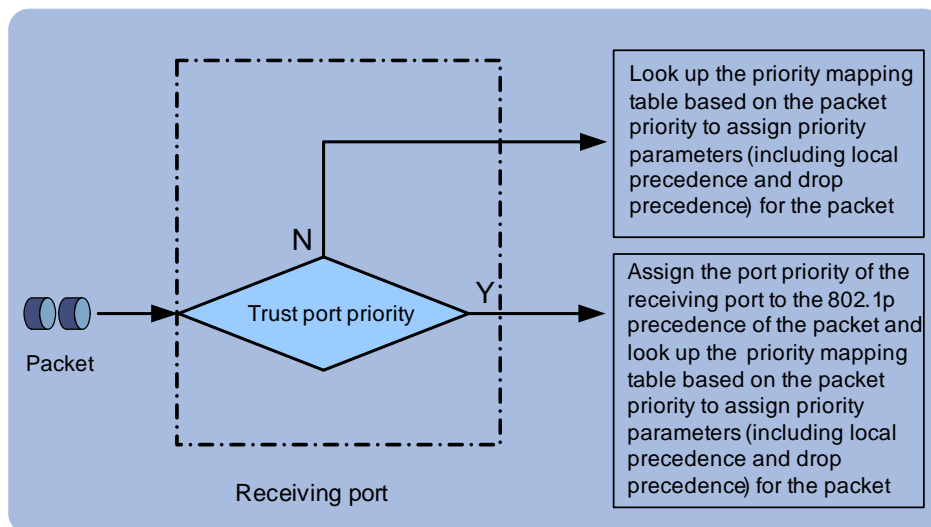 Look up the priority mapping
table based on the packet
priority to assign priority
parameters (including local
precedence and drop
precedence) for the packet
N
Y
Trust port priority
Packet
Assign the port priority of the
receiving port to the 802.1p
precedence of the packet and
look up the priority mapping
table based on the packet
priority to assign priority
parameters (including local
precedence and drop
precedence) for the packet
Receiving port